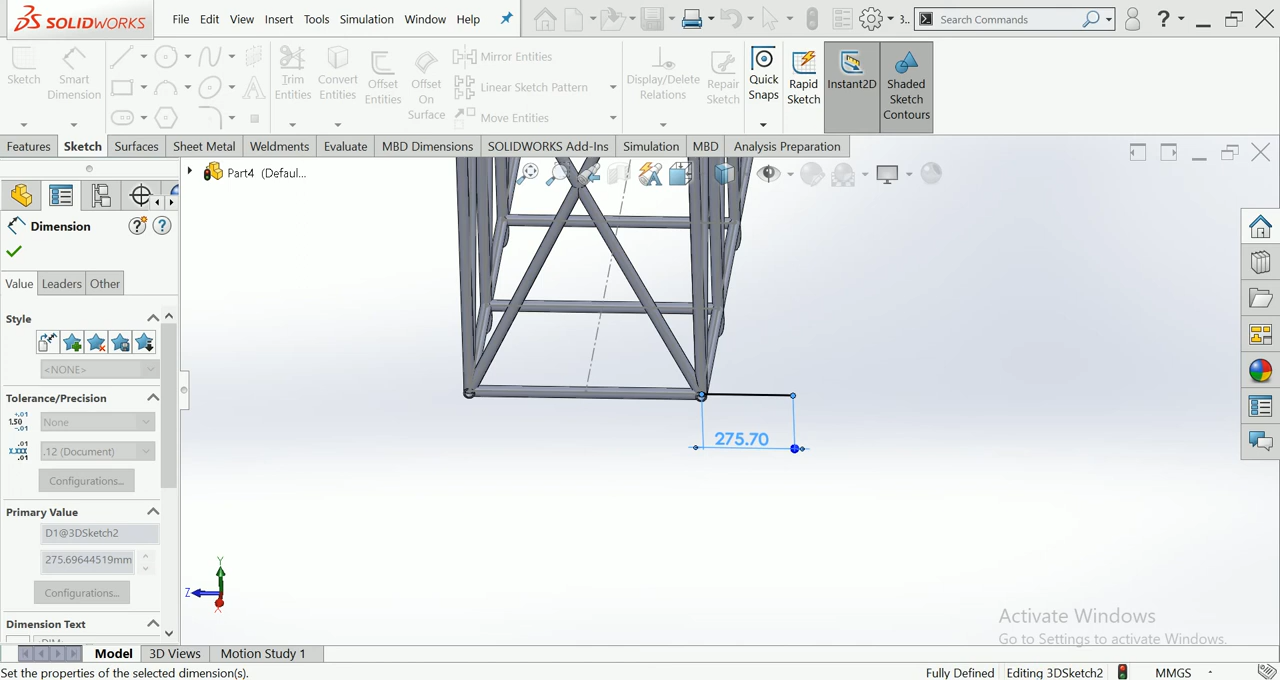 SOLIDWORKS File Edit View Insert Tools Simulation Window Help 3.. Search Commands ?
Sketch Smart Dimension Trim Entities Convert Entities Offset Entities Offset On Surface Mirror Entities Linear Sketch Pattern Move Entities Display/Delete Relations Repair Sketch Quick Snaps Rapid Sketch Instant2D Shaded Sketch Contours
Features Sketch Surfaces Sheet Metal Weldments Evaluate MBD Dimensions SOLIDWORKS Add-Ins Simulation MBD Analysis Preparation
Part4 (Defaul...
Dimension
Value Leaders Other
Style
<NONE>
Tolerance/Precision
None
.12 (Document)
Configurations...
Primary Value
D1@3DSketch2
275.69644519mm
Configurations...
Dimension Text
275.70
Y
Z
X
Activate Windows
Go to Settings to activate Windows.
Model 3D Views Motion Study 1
Set the properties of the selected dimension(s). Fully Defined Editing 3DSketch2 MMGS